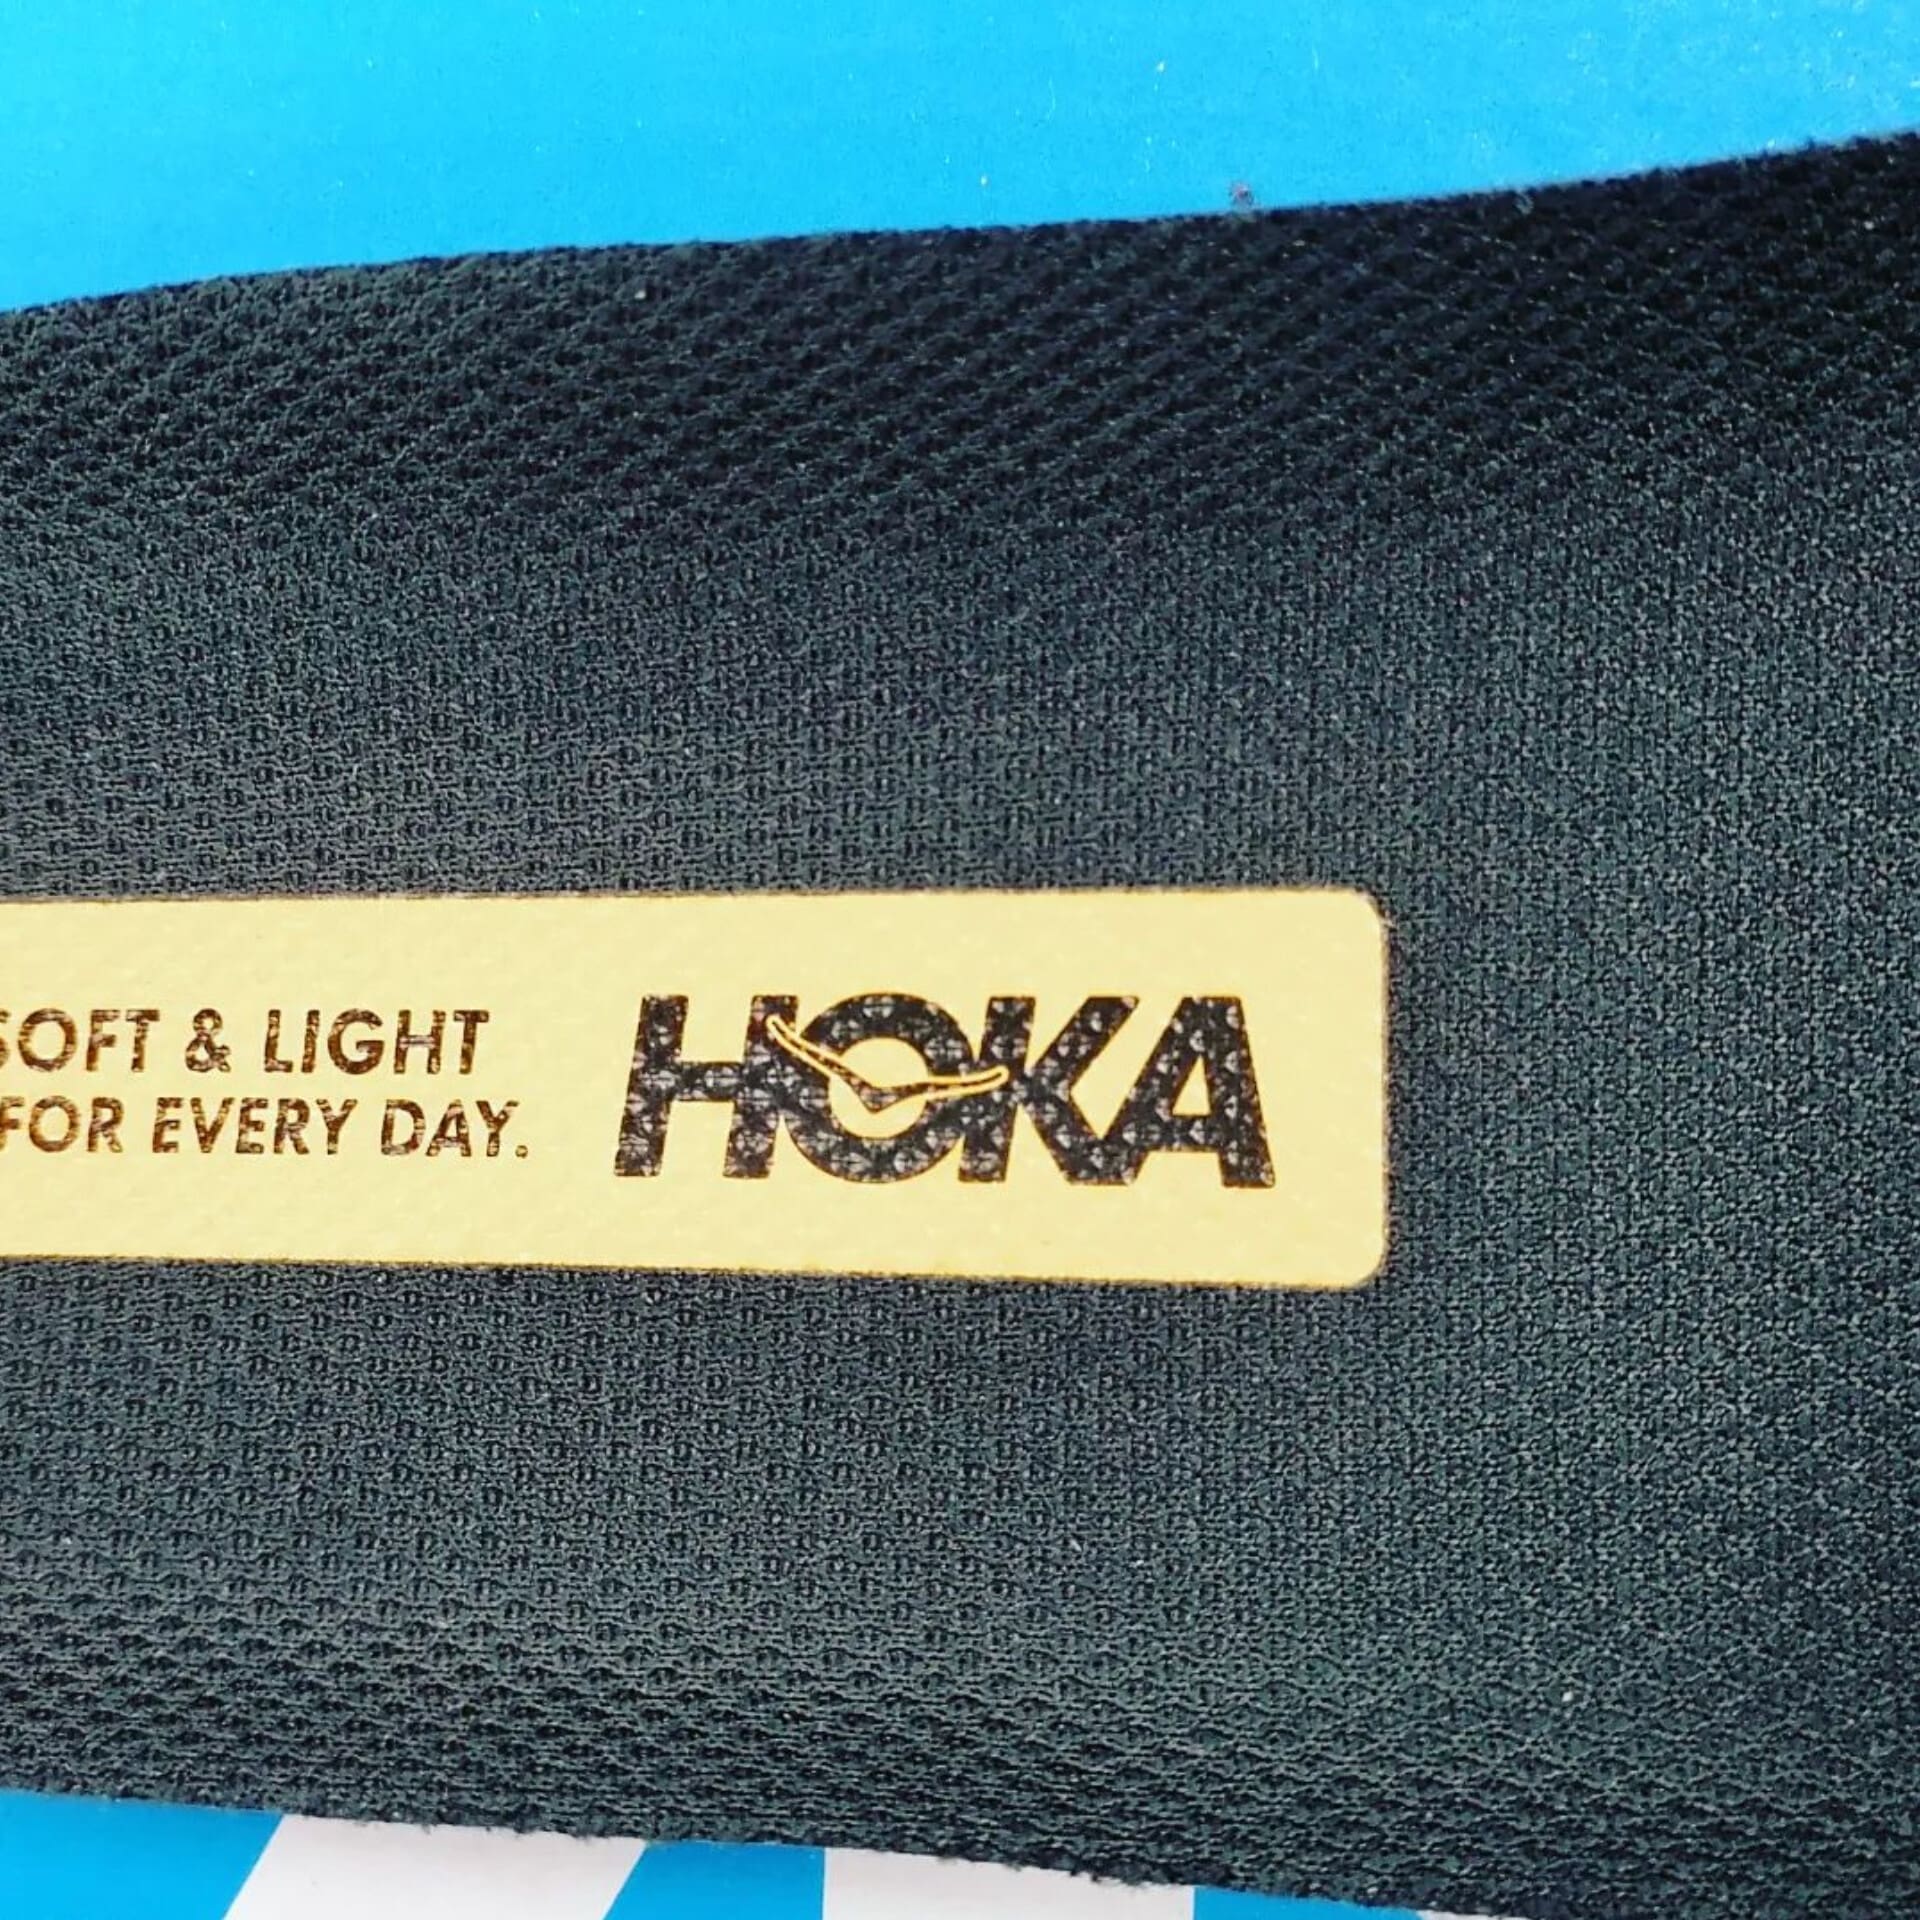 SOFT & LIGHT
FOR EVERY DAY.
HOKA